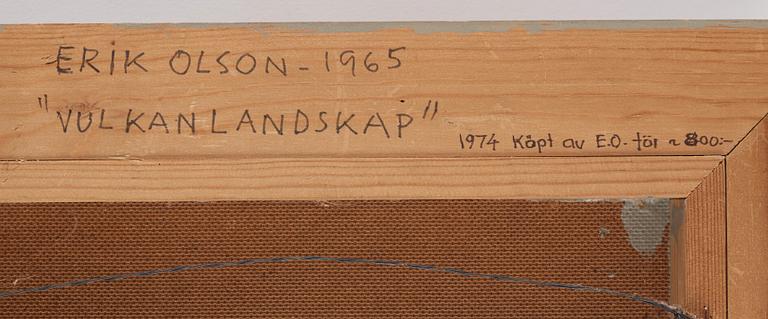 ERIK OLSON - 1965
"VULKANLANDSKAP"
1974 Köpt av E.O. för ~ 800:-